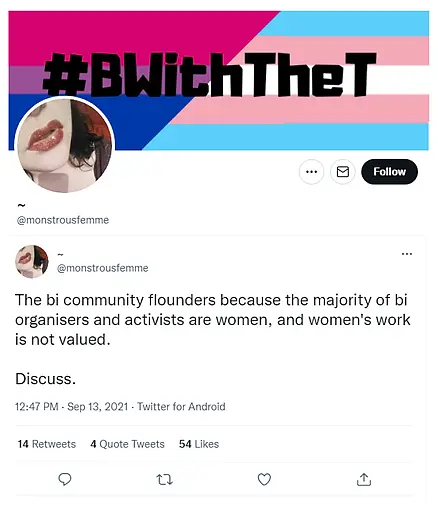 #BWithTheT
Follow
~
@monstrousfemme
~
@monstrousfemme
The bi community flounders because the majority of bi
organisers and activists are women, and women's work
is not valued.
Discuss.
12:47 PM · Sep 13, 2021 · Twitter for Android
14 Retweets 4 Quote Tweets 54 Likes